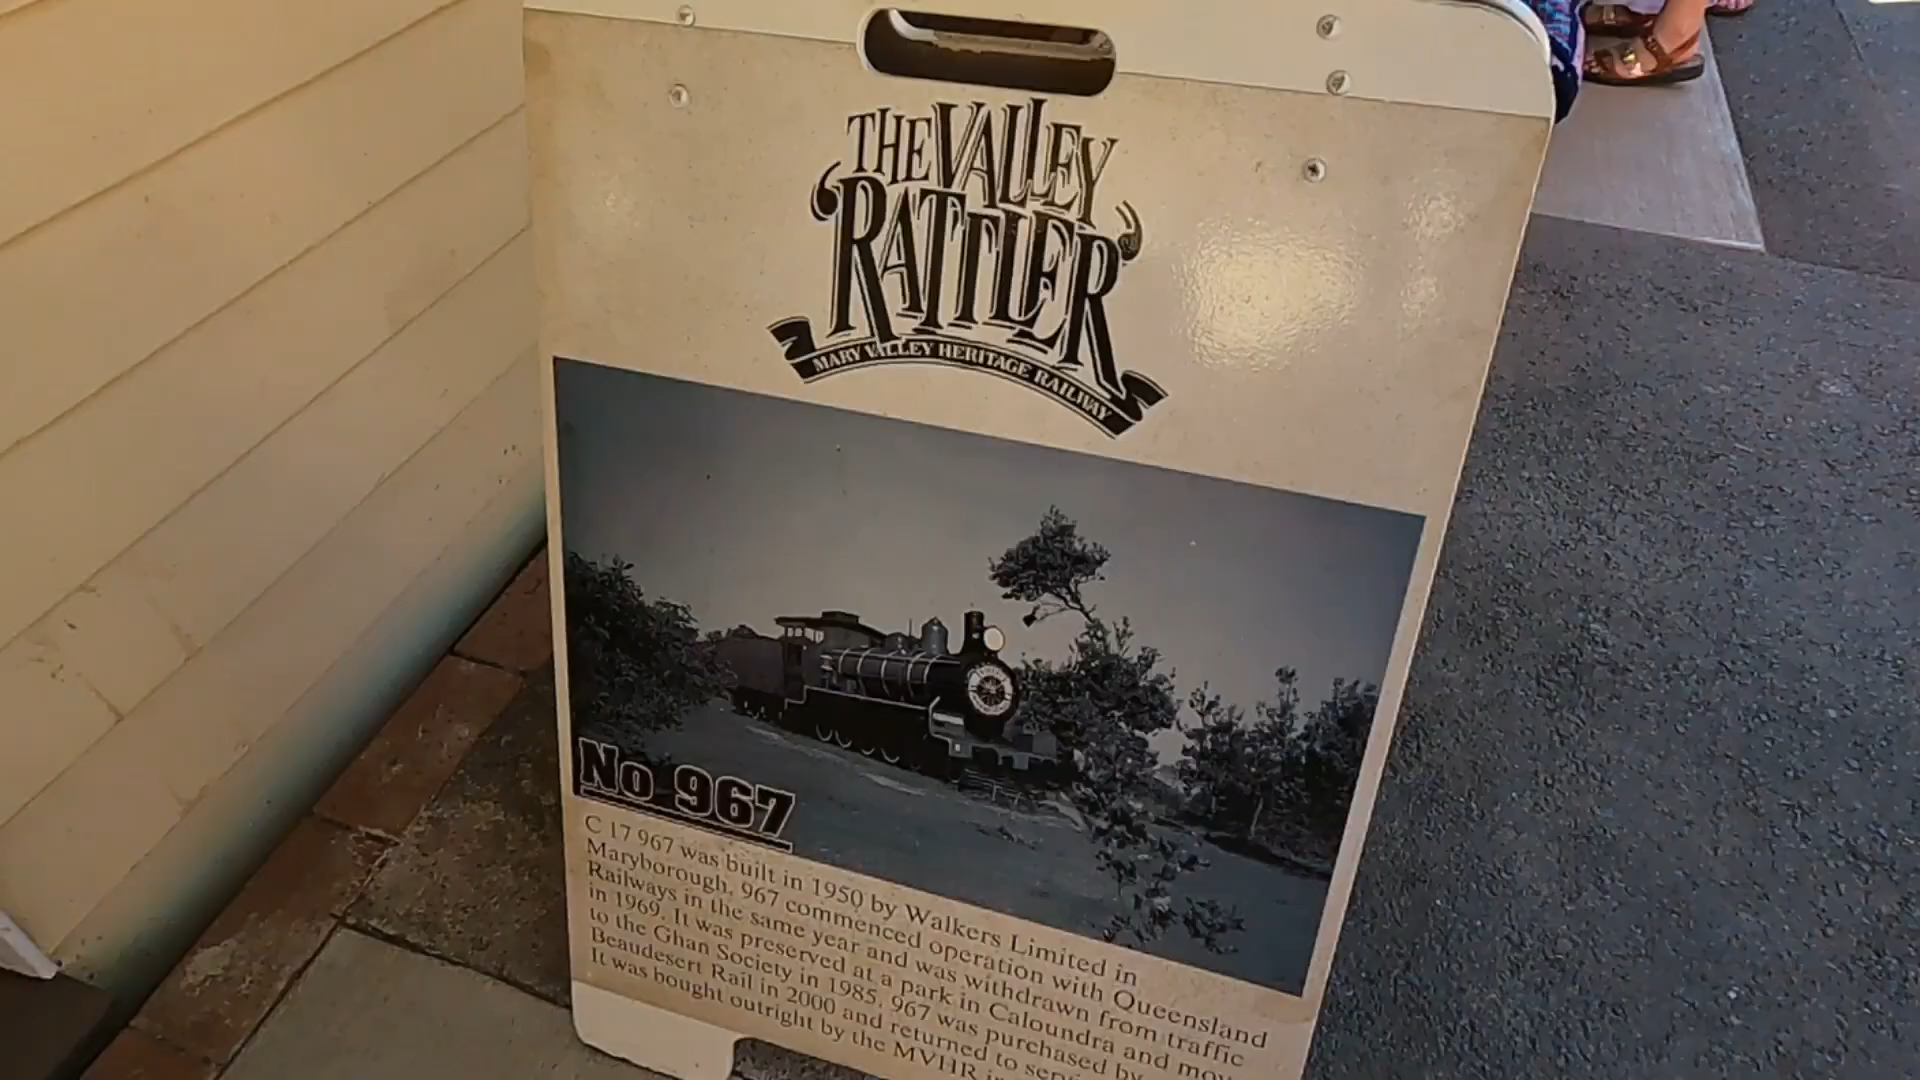 THE VALLEY
'RATTLER'
MARY VALLEY HERITAGE RAILWAY
No 967
C 17 967 was built in 1950 by Walkers Limited in
Maryborough, 967 commenced operation with Queensland
Railways in the same year and was withdrawn from traffic
in 1969. It was preserved at a park in Caloundra and
to the Ghan Society in 1985. 967 was purchased by
Beaudesert Rail in 2000 and returned to
It was bought outright by the MVHR